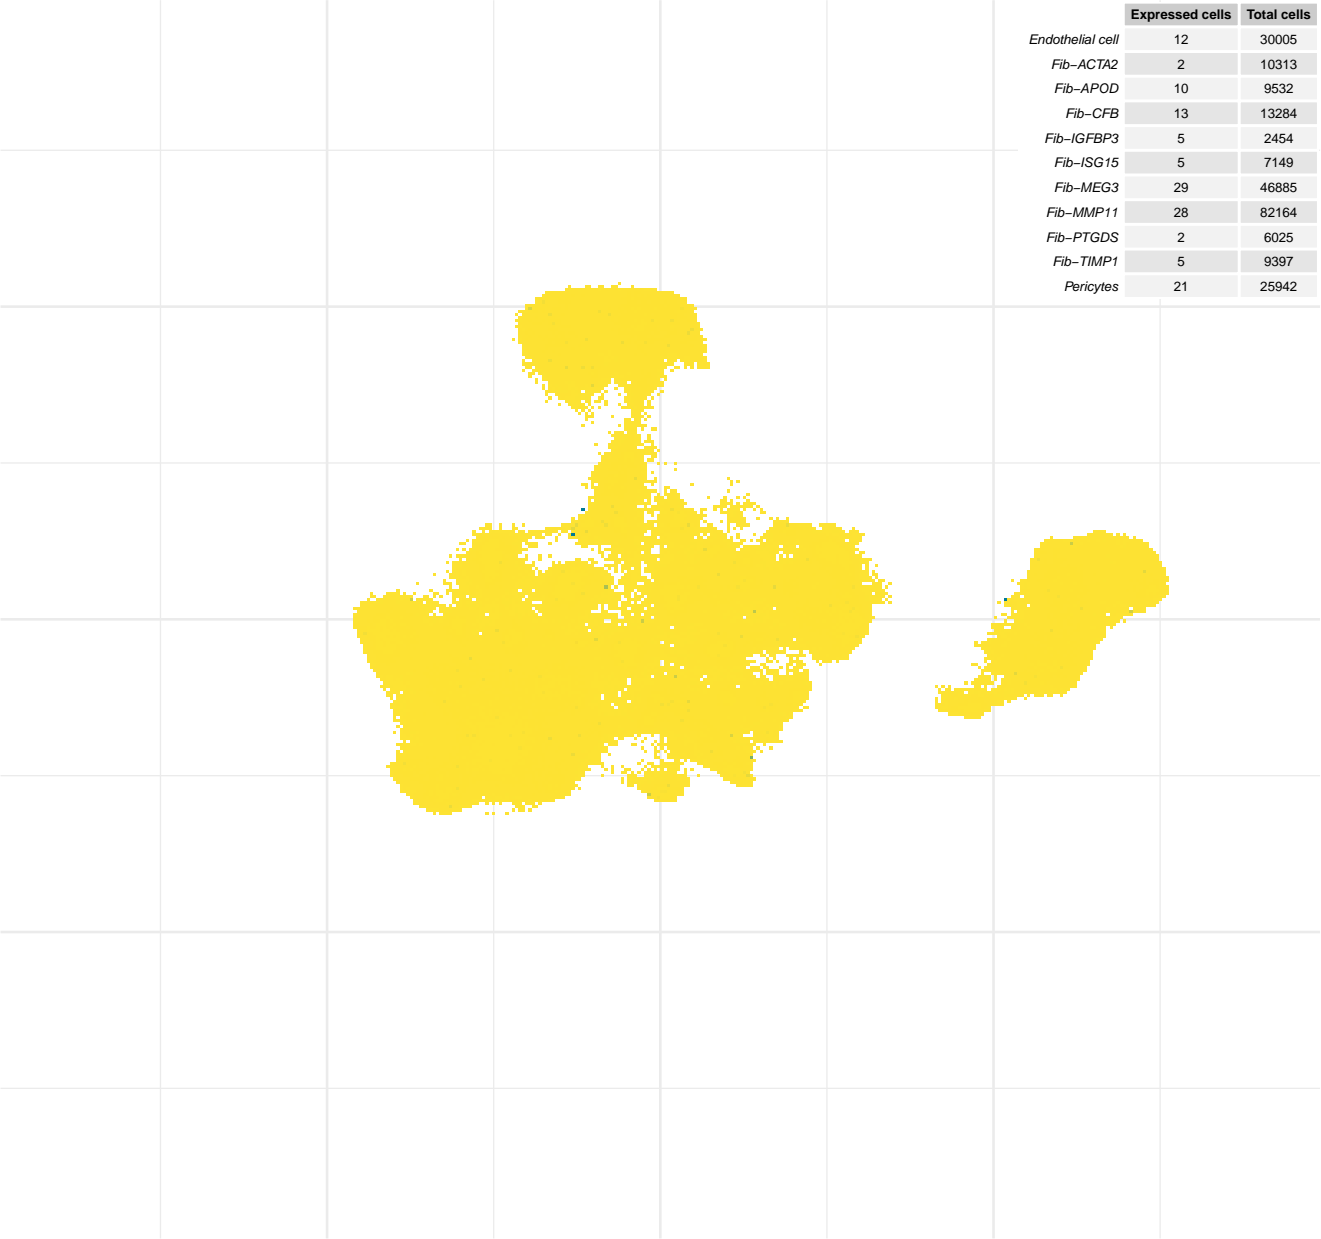 Expressed cells Total cells
Endothelial cell 12 30005
Fib−ACTA2 2 10313
Fib−APOD 10 9532
Fib−CFB 13 13284
Fib−IGFBP3 5 2454
Fib−ISG15 5 7149
Fib−MEG3 29 46885
Fib−MMP11 28 82164
Fib−PTGDS 2 6025
Fib−TIMP1 5 9397
Pericytes 21 25942